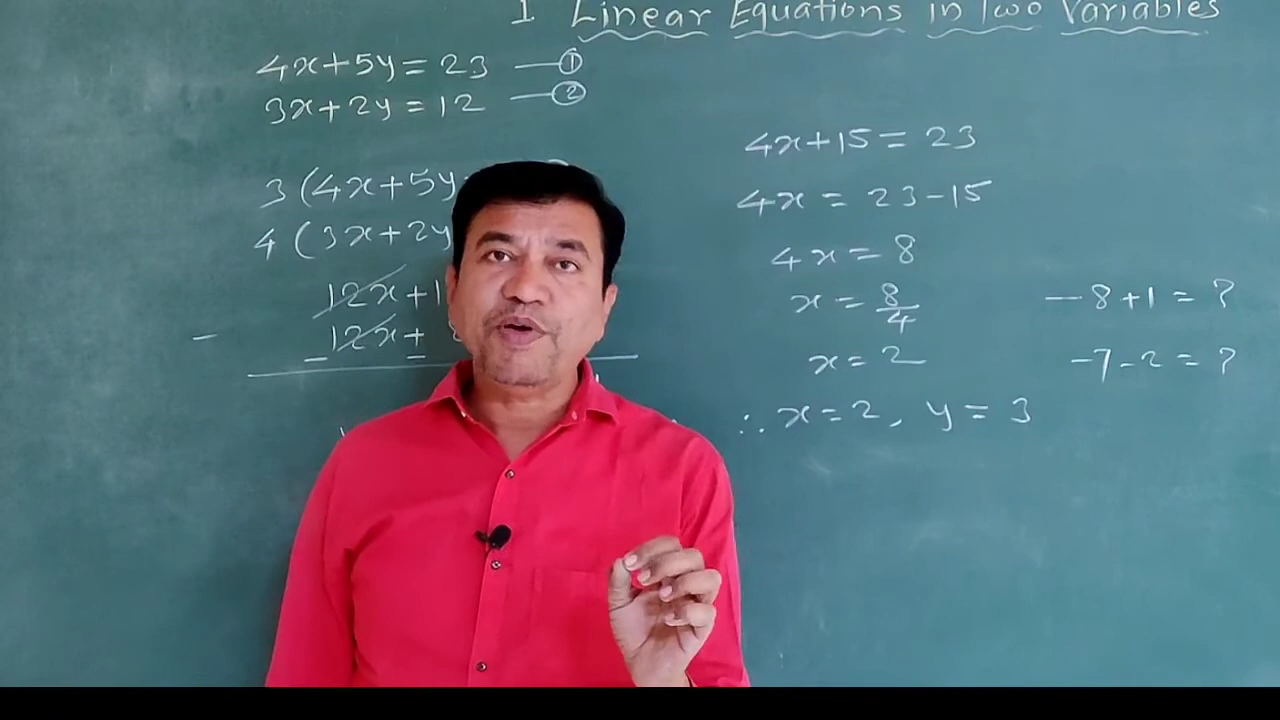 1 Linear Equations in Two Variables
4x+5y=23 —①
3x+2y=12 —②
3(4x+5y
4(3x+2y
12x+1
- 12x+
4x+15=23
4x=23-15
4x=8
x=8/4
x=2
∴x=2, y=3
-8+1=?
-7-2=?